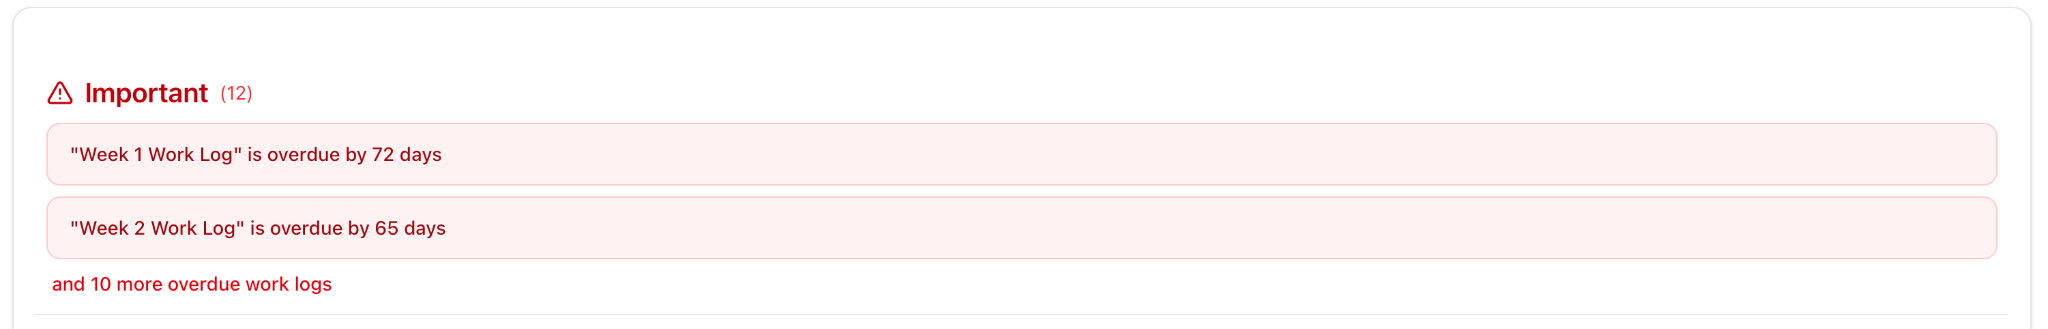 Important (12)
"Week 1 Work Log" is overdue by 72 days
"Week 2 Work Log" is overdue by 65 days
and 10 more overdue work logs